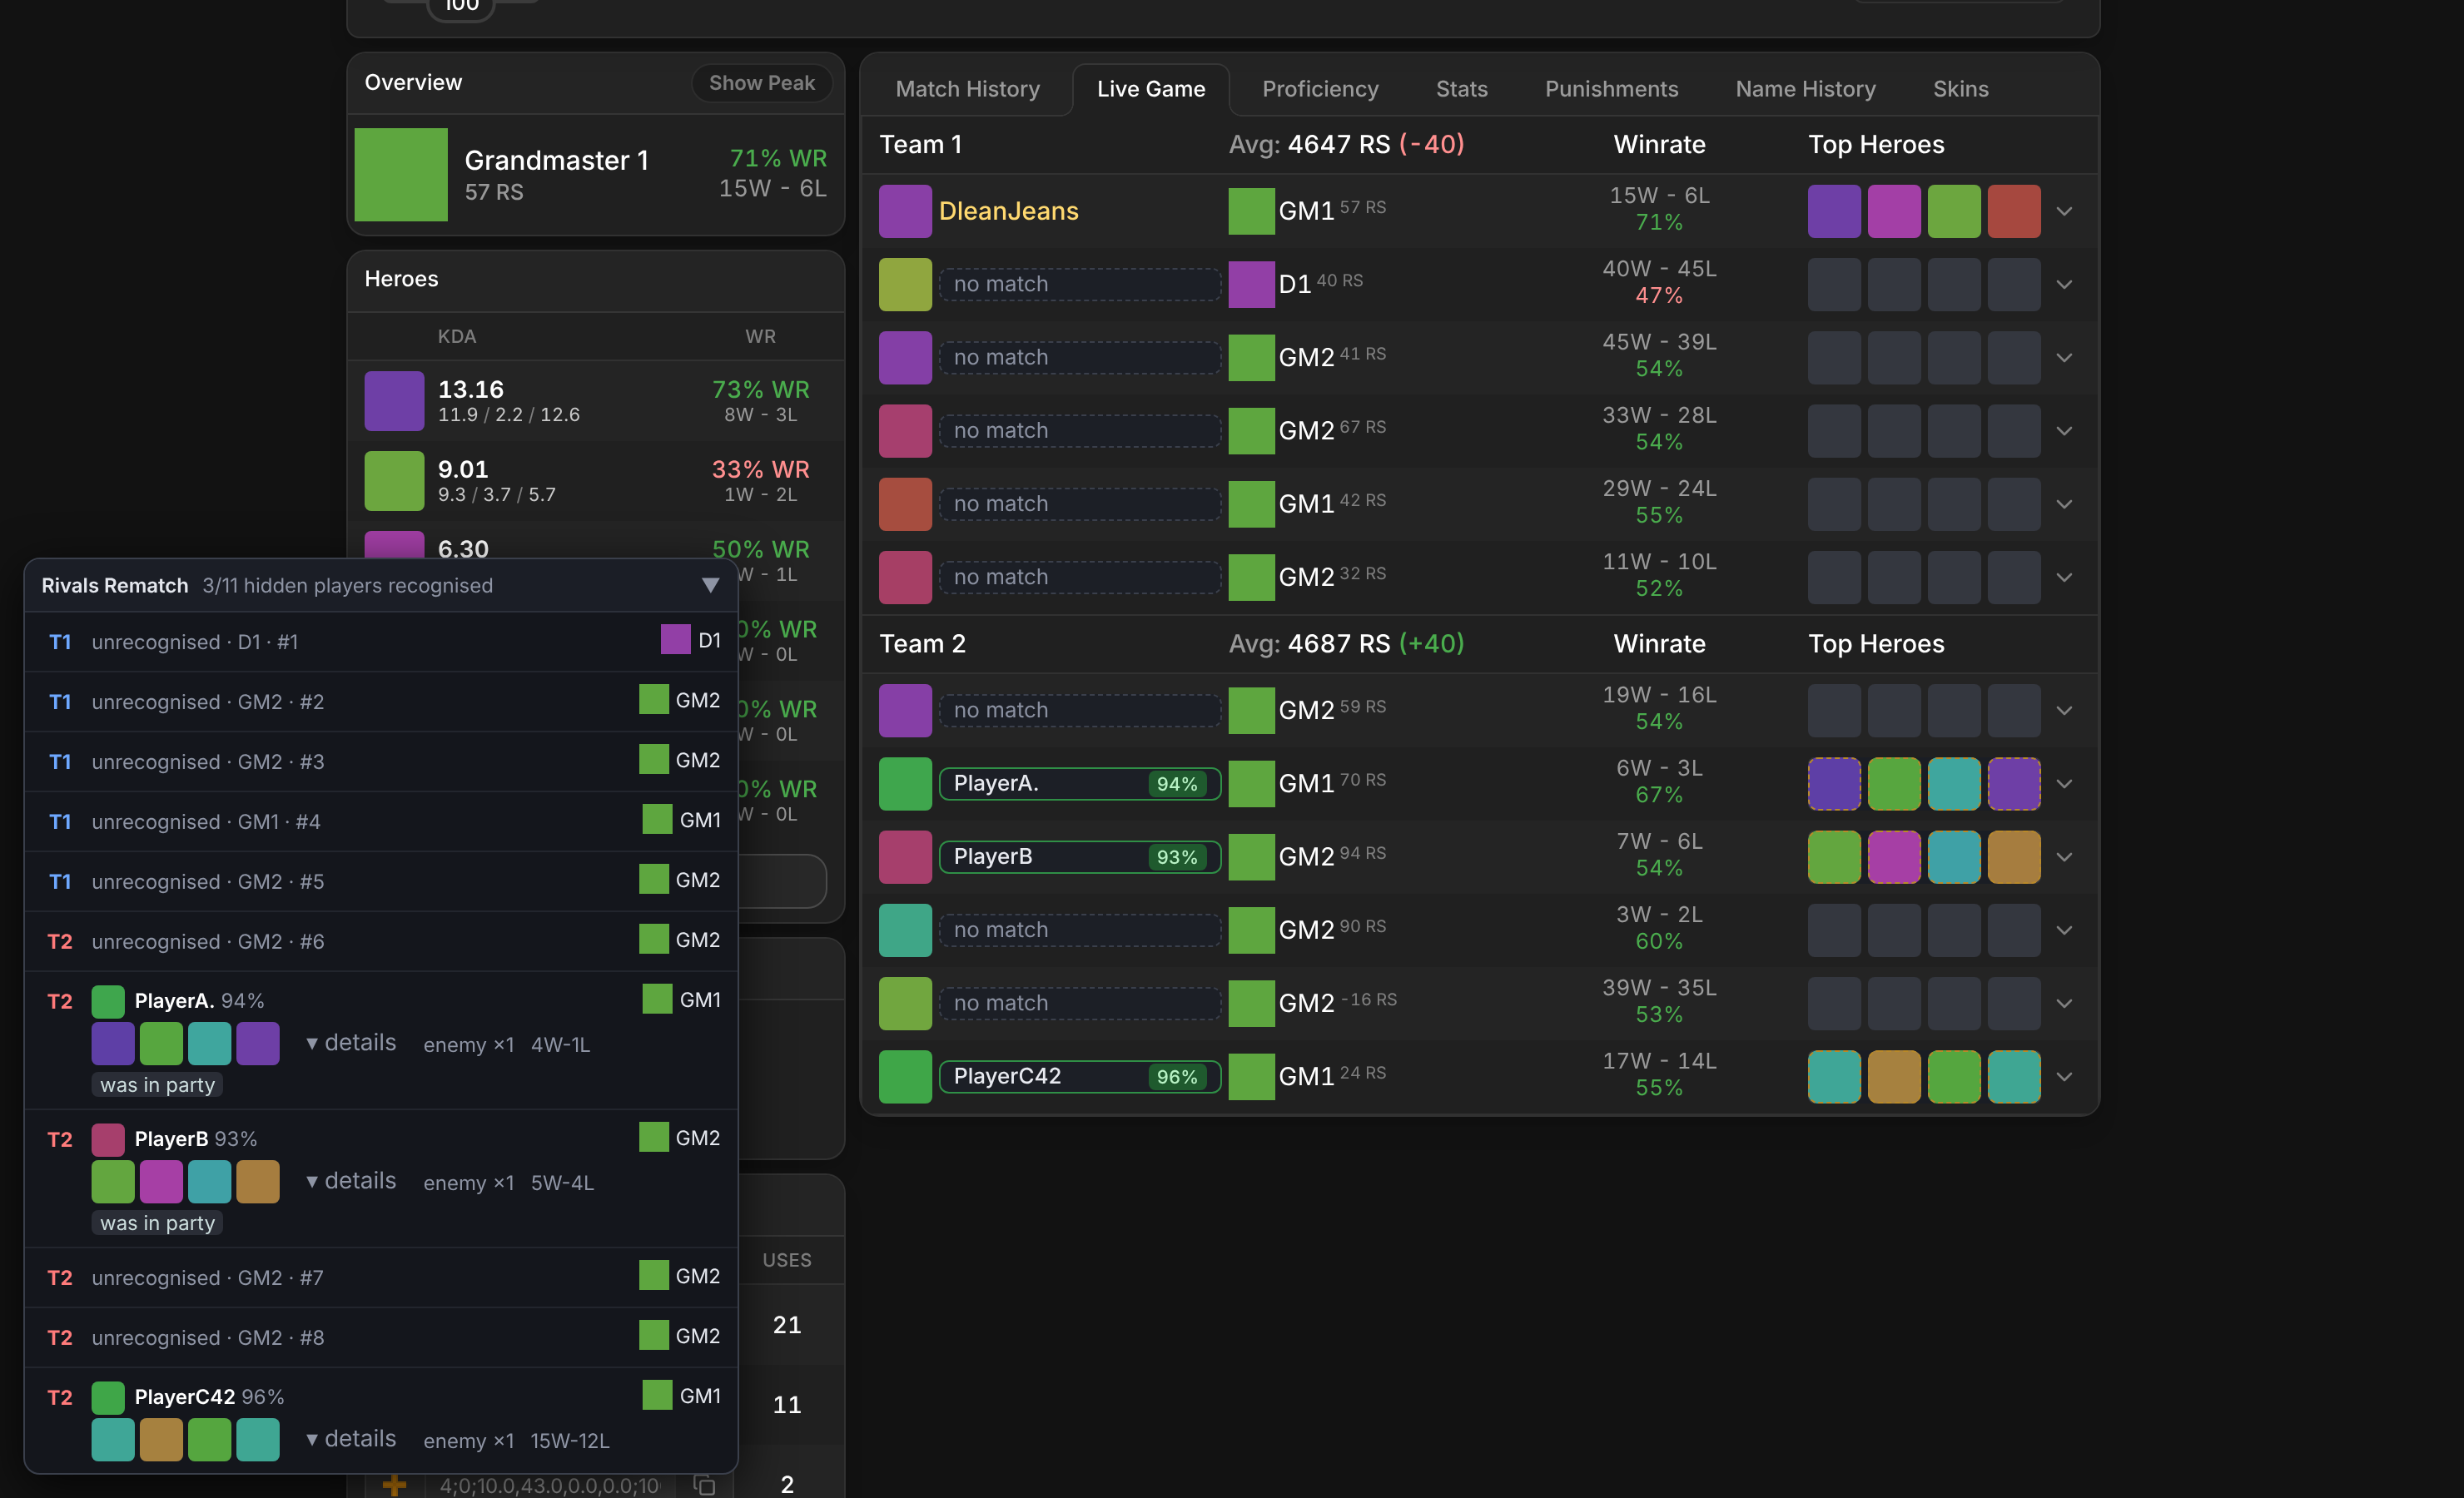 100
Overview
Show Peak
Grandmaster 1
57 RS
71% WR
15W - 6L
Heroes
KDA WR
13.16 73% WR
11.9 / 2.2 / 12.6 8W - 3L
9.01 33% WR
9.3 / 3.7 / 5.7 1W - 2L
6.30 50% WR
W - 1L
0% WR
W - 0L
0% WR
W - 0L
0% WR
W - 0L
USES
21
11
4;0;10.0,43.0,0.0,0.0;10 2
Rivals Rematch 3/11 hidden players recognised ▼
T1 unrecognised · D1 · #1 D1
T1 unrecognised · GM2 · #2 GM2
T1 unrecognised · GM2 · #3 GM2
T1 unrecognised · GM1 · #4 GM1
T1 unrecognised · GM2 · #5 GM2
T2 unrecognised · GM2 · #6 GM2
T2 PlayerA. 94% GM1
▾ details enemy ×1 4W-1L
was in party
T2 PlayerB 93% GM2
▾ details enemy ×1 5W-4L
was in party
T2 unrecognised · GM2 · #7 GM2
T2 unrecognised · GM2 · #8 GM2
T2 PlayerC42 96% GM1
▾ details enemy ×1 15W-12L
Match History Live Game Proficiency Stats Punishments Name History Skins
Team 1 Avg: 4647 RS (-40) Winrate Top Heroes
DleanJeans GM1 57 RS 15W - 6L
71%
no match D1 40 RS 40W - 45L
47%
no match GM2 41 RS 45W - 39L
54%
no match GM2 67 RS 33W - 28L
54%
no match GM1 42 RS 29W - 24L
55%
no match GM2 32 RS 11W - 10L
52%
Team 2 Avg: 4687 RS (+40) Winrate Top Heroes
no match GM2 59 RS 19W - 16L
54%
PlayerA. 94% GM1 70 RS 6W - 3L
67%
PlayerB 93% GM2 94 RS 7W - 6L
54%
no match GM2 90 RS 3W - 2L
60%
no match GM2 -16 RS 39W - 35L
53%
PlayerC42 96% GM1 24 RS 17W - 14L
55%